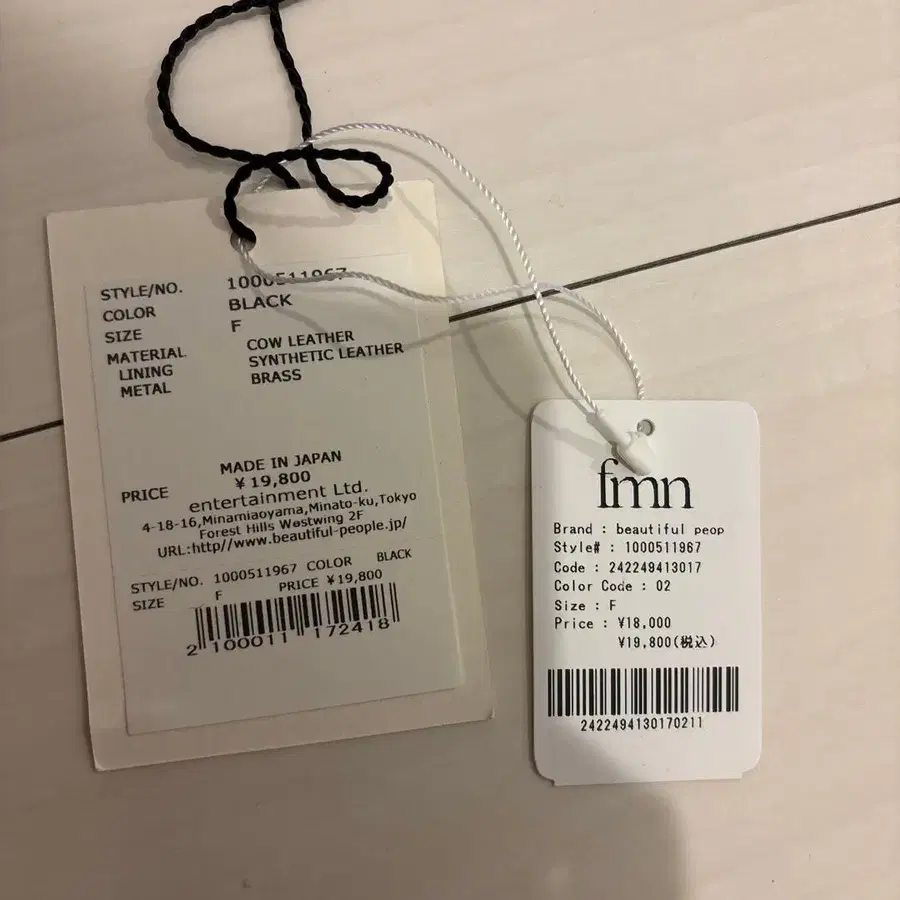 STYLE/NO. 1000511967
COLOR BLACK
SIZE F
MATERIAL COW LEATHER
LINING SYNTHETIC LEATHER
METAL BRASS
MADE IN JAPAN
PRICE ¥19,800
entertainment Ltd.
4-18-16,Minamiaoyama,Minato-ku,Tokyo
Forest Hills Westwing 2F
URL:http//www.beautiful-people.jp/
STYLE/NO. 1000511967 COLOR BLACK
SIZE F PRICE ¥19,800
2 100011 172418
fmn
Brand : beautiful peop
Style# : 1000511967
Code : 242249413017
Color Code : 02
Size : F
Price : ¥18,000
¥19,800(税込)
2422494130170211